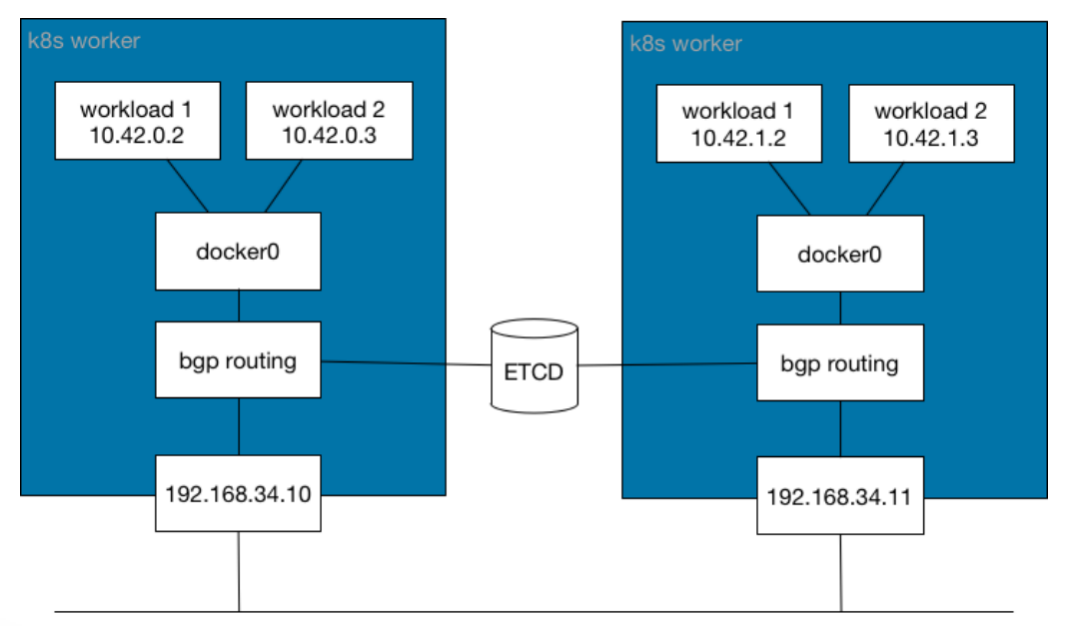 k8s worker
workload 1
10.42.0.2
workload 2
10.42.0.3
docker0
bgp routing
192.168.34.10
ETCD
k8s worker
workload 1
10.42.1.2
workload 2
10.42.1.3
docker0
bgp routing
192.168.34.11